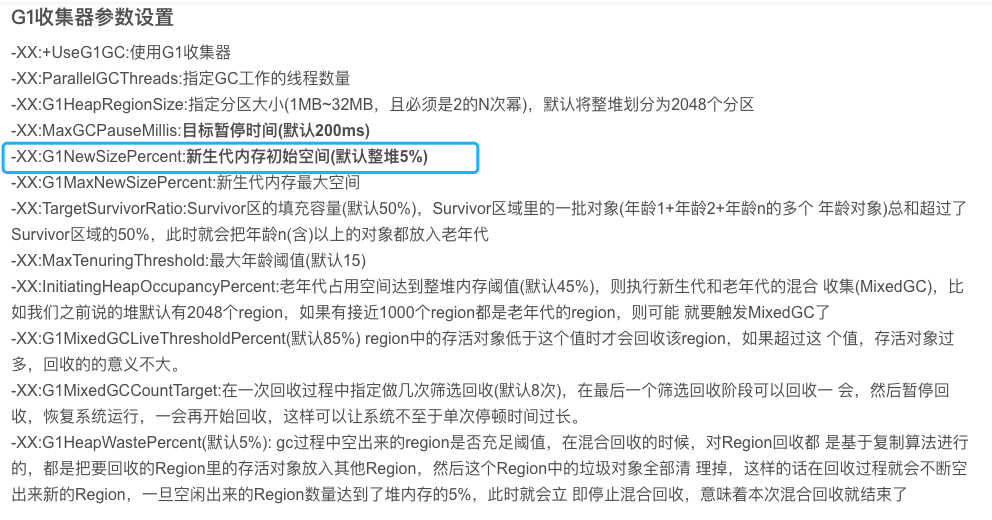 G1收集器参数设置
-XX:+UseG1GC:使用G1收集器
-XX:ParallelGCThreads:指定GC工作的线程数量
-XX:G1HeapRegionSize:指定分区大小(1MB~32MB，且必须是2的N次幂)，默认将整堆划分为2048个分区
-XX:MaxGCPauseMillis:目标暂停时间(默认200ms)
-XX:G1NewSizePercent:新生代内存初始空间(默认整堆5%)
-XX:G1MaxNewSizePercent:新生代内存最大空间
-XX:TargetSurvivorRatio:Survivor区的填充容量(默认50%)，Survivor区域里的一批对象(年龄1+年龄2+年龄n的多个 年龄对象)总和超过了
Survivor区域的50%，此时就会把年龄n(含)以上的对象都放入老年代
-XX:MaxTenuringThreshold:最大年龄阈值(默认15)
-XX:InitiatingHeapOccupancyPercent:老年代占用空间达到整堆内存阈值(默认45%)，则执行新生代和老年代的混合 收集(MixedGC)，比
如我们之前说的堆默认有2048个region，如果有接近1000个region都是老年代的region，则可能 就要触发MixedGC了
-XX:G1MixedGCLiveThresholdPercent(默认85%) region中的存活对象低于这个值时才会回收该region，如果超过这 个值，存活对象过
多，回收的的意义不大。
-XX:G1MixedGCCountTarget:在一次回收过程中指定做几次筛选回收(默认8次)，在最后一个筛选回收阶段可以回收一 会，然后暂停回
收，恢复系统运行，一会再开始回收，这样可以让系统不至于单次停顿时间过长。
-XX:G1HeapWastePercent(默认5%): gc过程中空出来的region是否充足阈值，在混合回收的时候，对Region回收都 是基于复制算法进行
的，都是把要回收的Region里的存活对象放入其他Region，然后这个Region中的垃圾对象全部清 理掉，这样的话在回收过程就会不断空
出来新的Region，一旦空闲出来的Region数量达到了堆内存的5%，此时就会立 即停止混合回收，意味着本次混合回收就结束了